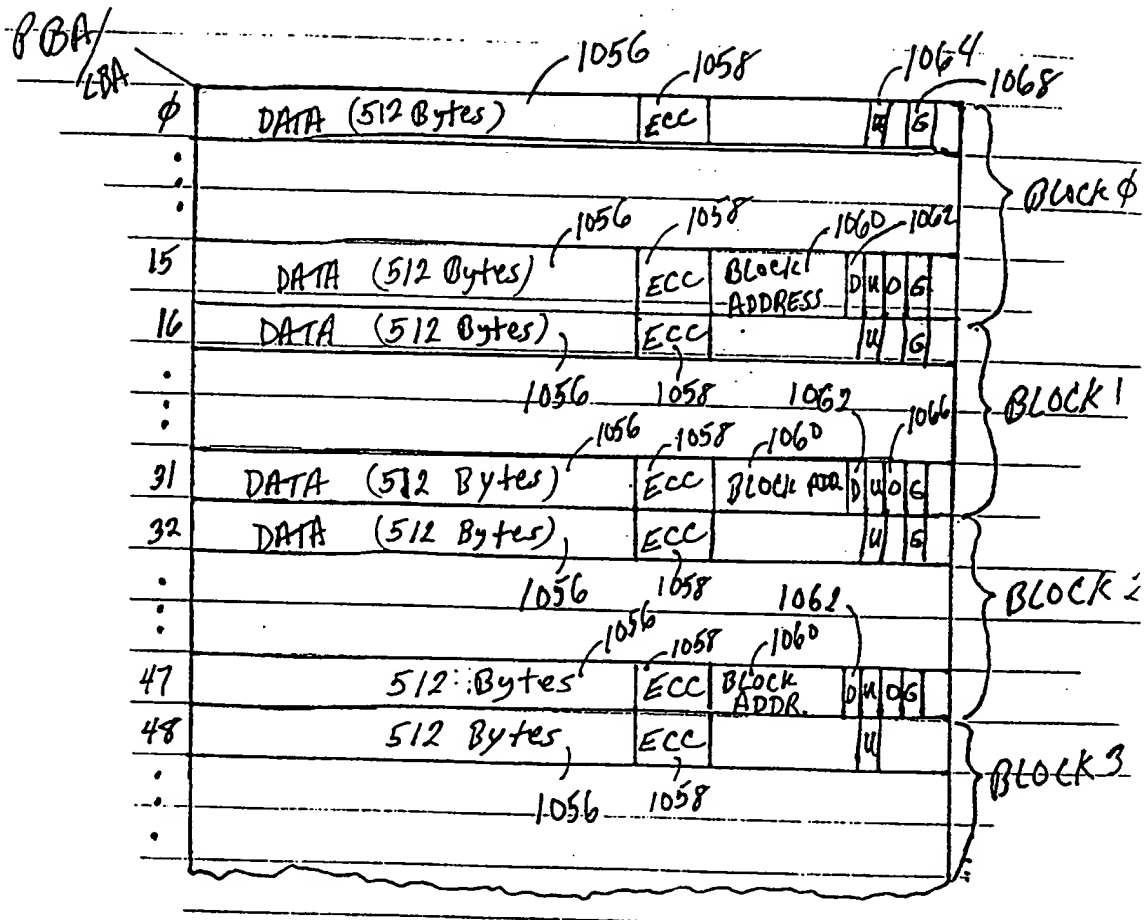 PBA/
LBA
1056 1058 1064 1068
φ DATA (512 Bytes) ECC U G
BLOCK φ
1056 1058 1060 1062
15 DATA (512 Bytes) ECC BLOCK ADDRESS D U O G
16 DATA (512 Bytes) ECC U G
1056 1058 1062 1066
BLOCK 1
1056 1058 1060
31 DATA (512 Bytes) ECC BLOCK ADDR D U O G
32 DATA (512 Bytes) ECC U G
1056 1058 1062
BLOCK 2
1056 1058 1060
47 512 Bytes ECC BLOCK ADDR. D U O G
48 512 Bytes ECC U
1056 1058
BLOCK 3